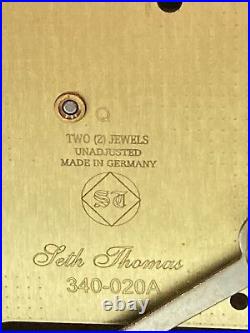 Q
TWO (2) JEWELS
UNADJUSTED
MADE IN GERMANY
ST
Seth Thomas
340-020A